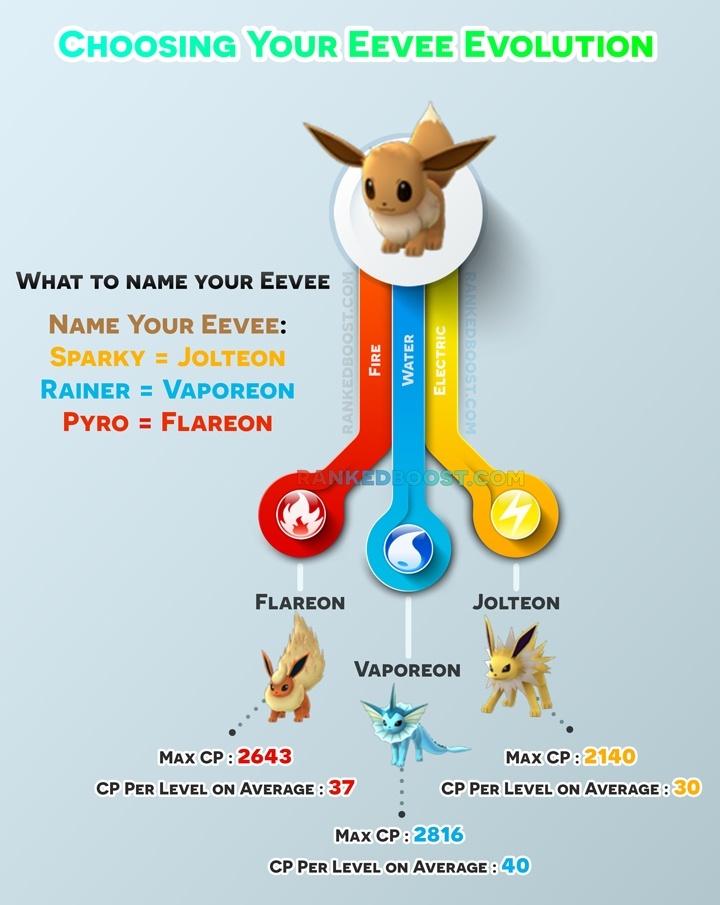 Choosing Your Eevee Evolution
What to name your Eevee
Name Your Eevee:
Sparky = Jolteon
Rainer = Vaporeon
Pyro = Flareon
RANKEDBOOST.COM
Fire
Water
Electric
RANKEDBOOST.COM
RANKEDBOOST.COM
Flareon
Jolteon
Vaporeon
Max CP : 2643
CP Per Level on Average : 37
Max CP : 2140
CP Per Level on Average : 30
Max CP : 2816
CP Per Level on Average : 40